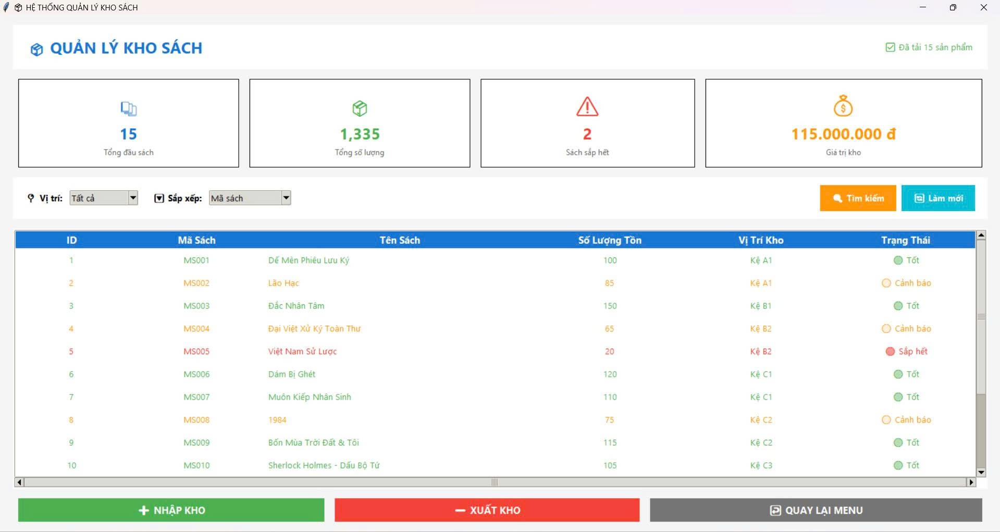 HỆ THỐNG QUẢN LÝ KHO SÁCH
QUẢN LÝ KHO SÁCH
Đã tải 15 sản phẩm
15
Tổng đầu sách
1,335
Tổng số lượng
2
Sách sắp hết
115.000.000 đ
Giá trị kho
Vị trí: Tất cả Sắp xếp: Mã sách Tìm kiếm Làm mới
ID Mã Sách Tên Sách Số Lượng Tồn Vị Trí Kho Trạng Thái
1 MS001 Dế Mèn Phiêu Lưu Ký 100 Kệ A1 Tốt
2 MS002 Lão Hạc 85 Kệ A1 Cảnh báo
3 MS003 Đắc Nhân Tâm 150 Kệ B1 Tốt
4 MS004 Đại Việt Xử Ký Toàn Thư 65 Kệ B2 Cảnh báo
5 MS005 Việt Nam Sử Lược 20 Kệ B2 Sắp hết
6 MS006 Dám Bị Ghét 120 Kệ C1 Tốt
7 MS007 Muôn Kiếp Nhân Sinh 110 Kệ C1 Tốt
8 MS008 1984 75 Kệ C2 Cảnh báo
9 MS009 Bốn Mùa Trời Đất & Tôi 115 Kệ C2 Tốt
10 MS010 Sherlock Holmes - Dấu Bộ Tứ 105 Kệ C3 Tốt
NHẬP KHO
XUẤT KHO
QUAY LẠI MENU